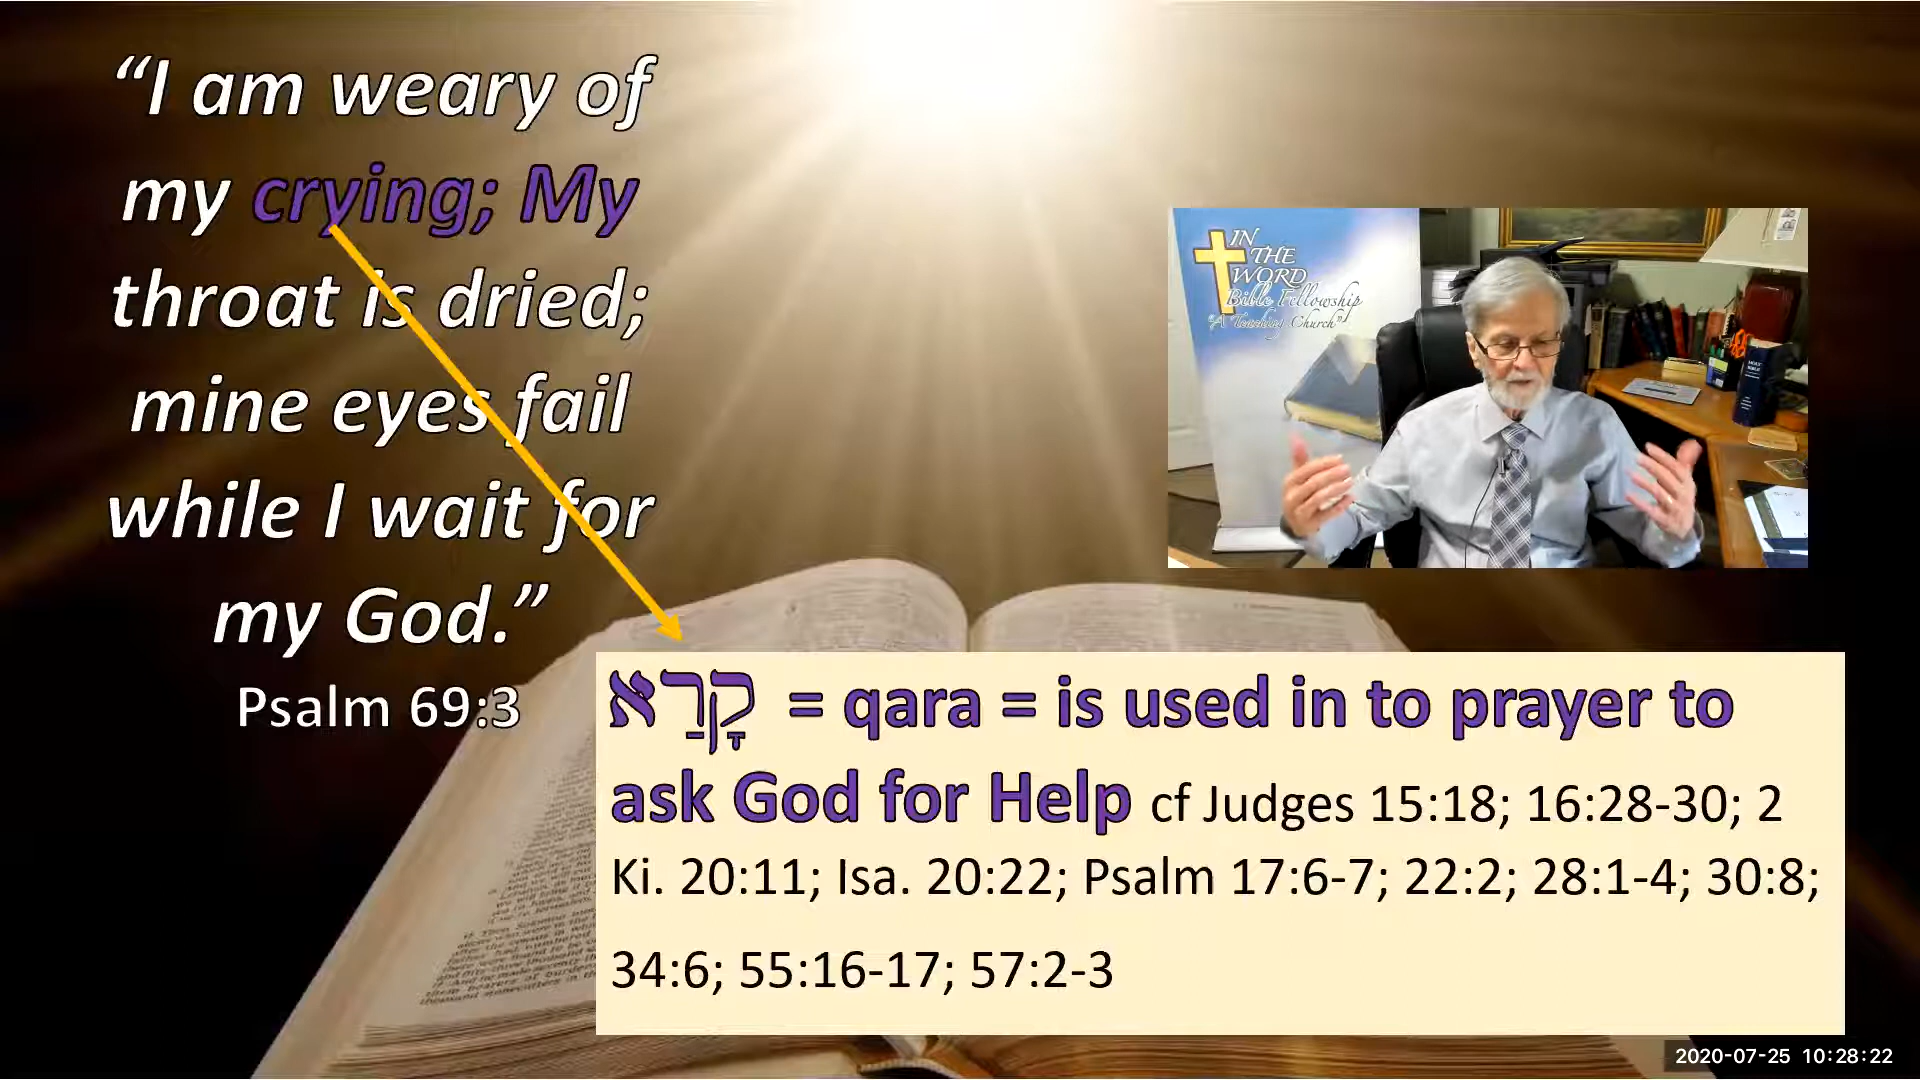 “I am weary of
my crying; My
throat is dried;
mine eyes fail
while I wait for
my God.”
Psalm 69:3
IN
THE
WORD
Bible Fellowship
"A Teaching Church"
קָרַא = qara = is used in to prayer to
ask God for Help cf Judges 15:18; 16:28-30; 2
Ki. 20:11; Isa. 20:22; Psalm 17:6-7; 22:2; 28:1-4; 30:8;
34:6; 55:16-17; 57:2-3
HOLY
BIBLE
2020-07-25 10:28:22